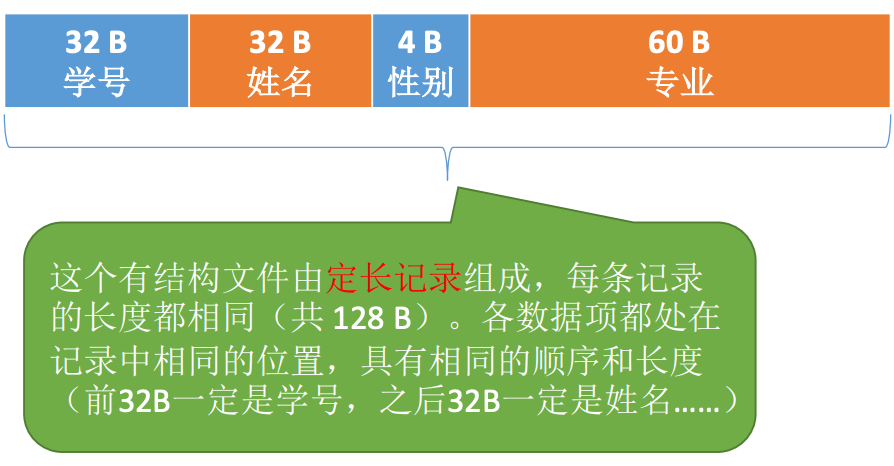 32 B
学号
32 B
姓名
4 B
性别
60 B
专业
这个有结构文件由定长记录组成，每条记录
的长度都相同（共 128 B）。各数据项都处在
记录中相同的位置，具有相同的顺序和长度
（前32B一定是学号，之后32B一定是姓名……）